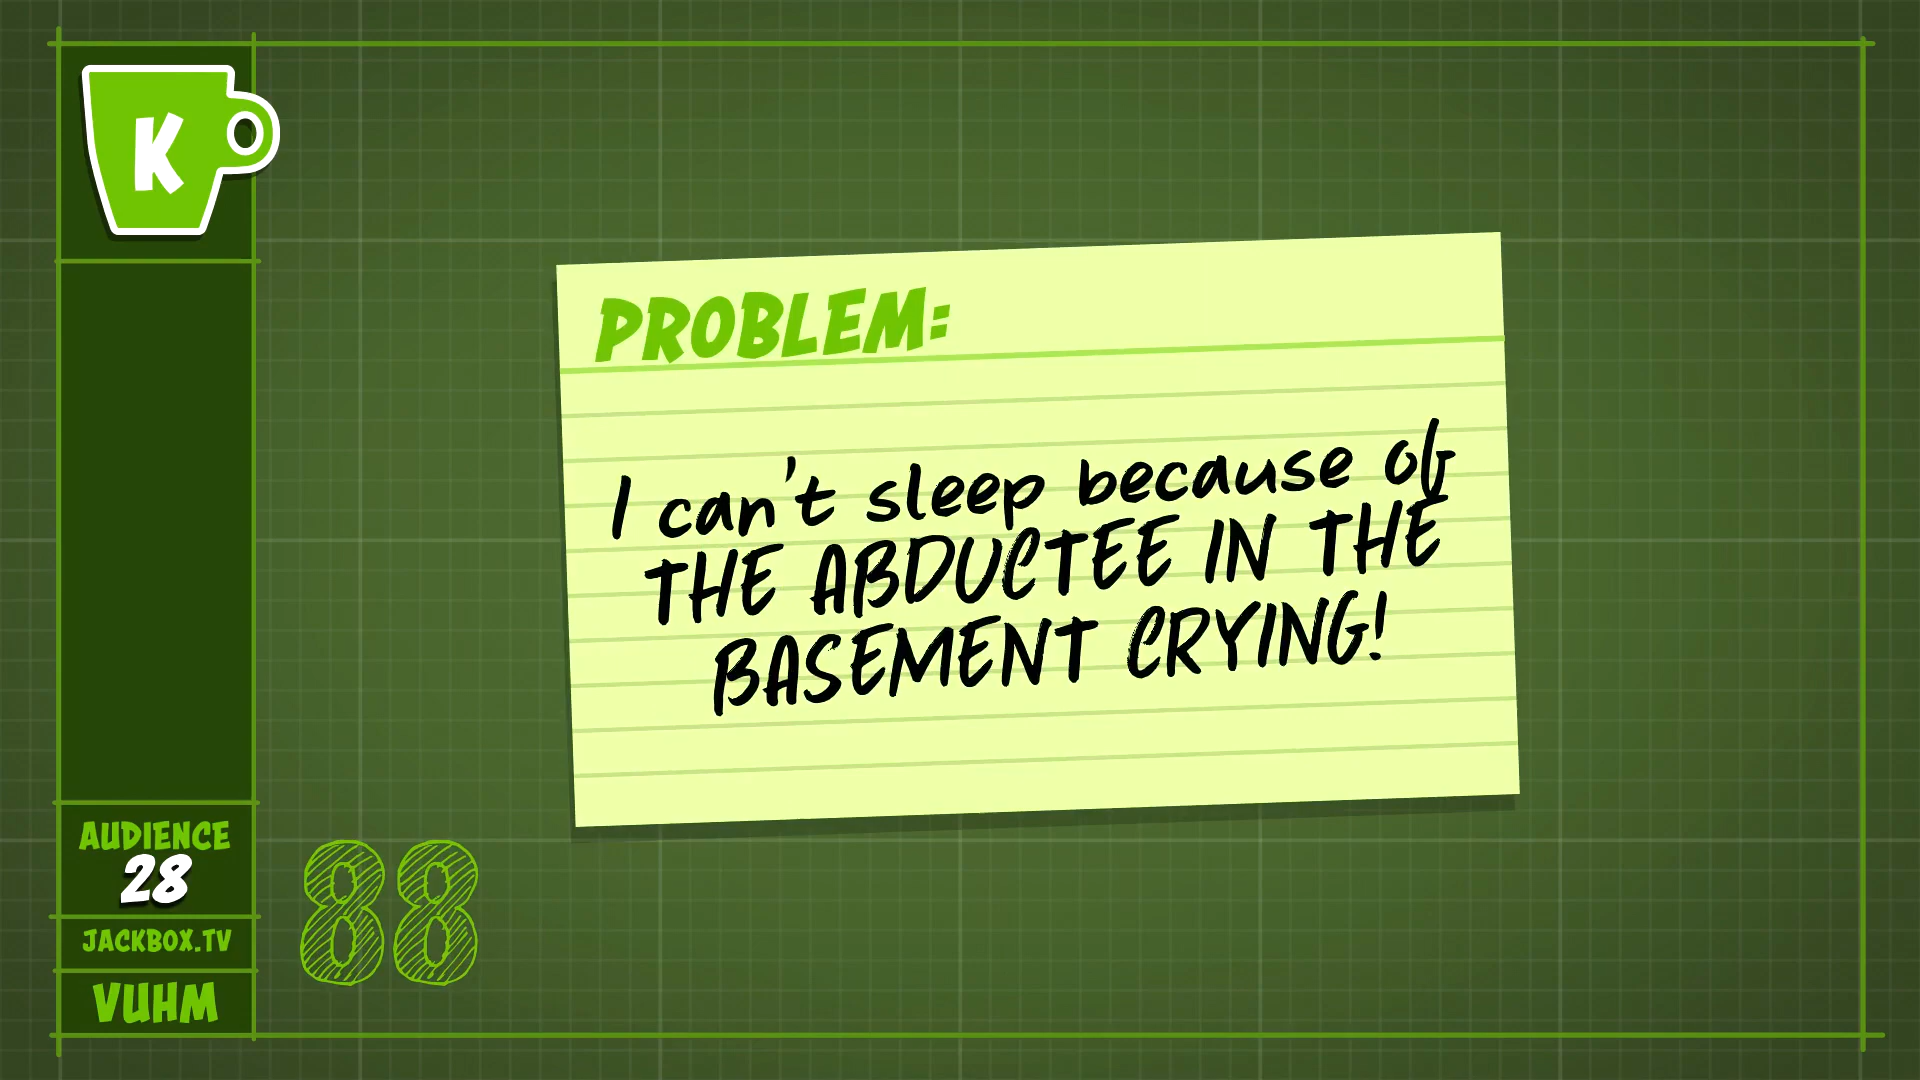 K
PROBLEM:
I can't sleep because of
THE ABDUCTEE IN THE
BASEMENT CRYING!
AUDIENCE
28
JACKBOX.TV
VUHM
88